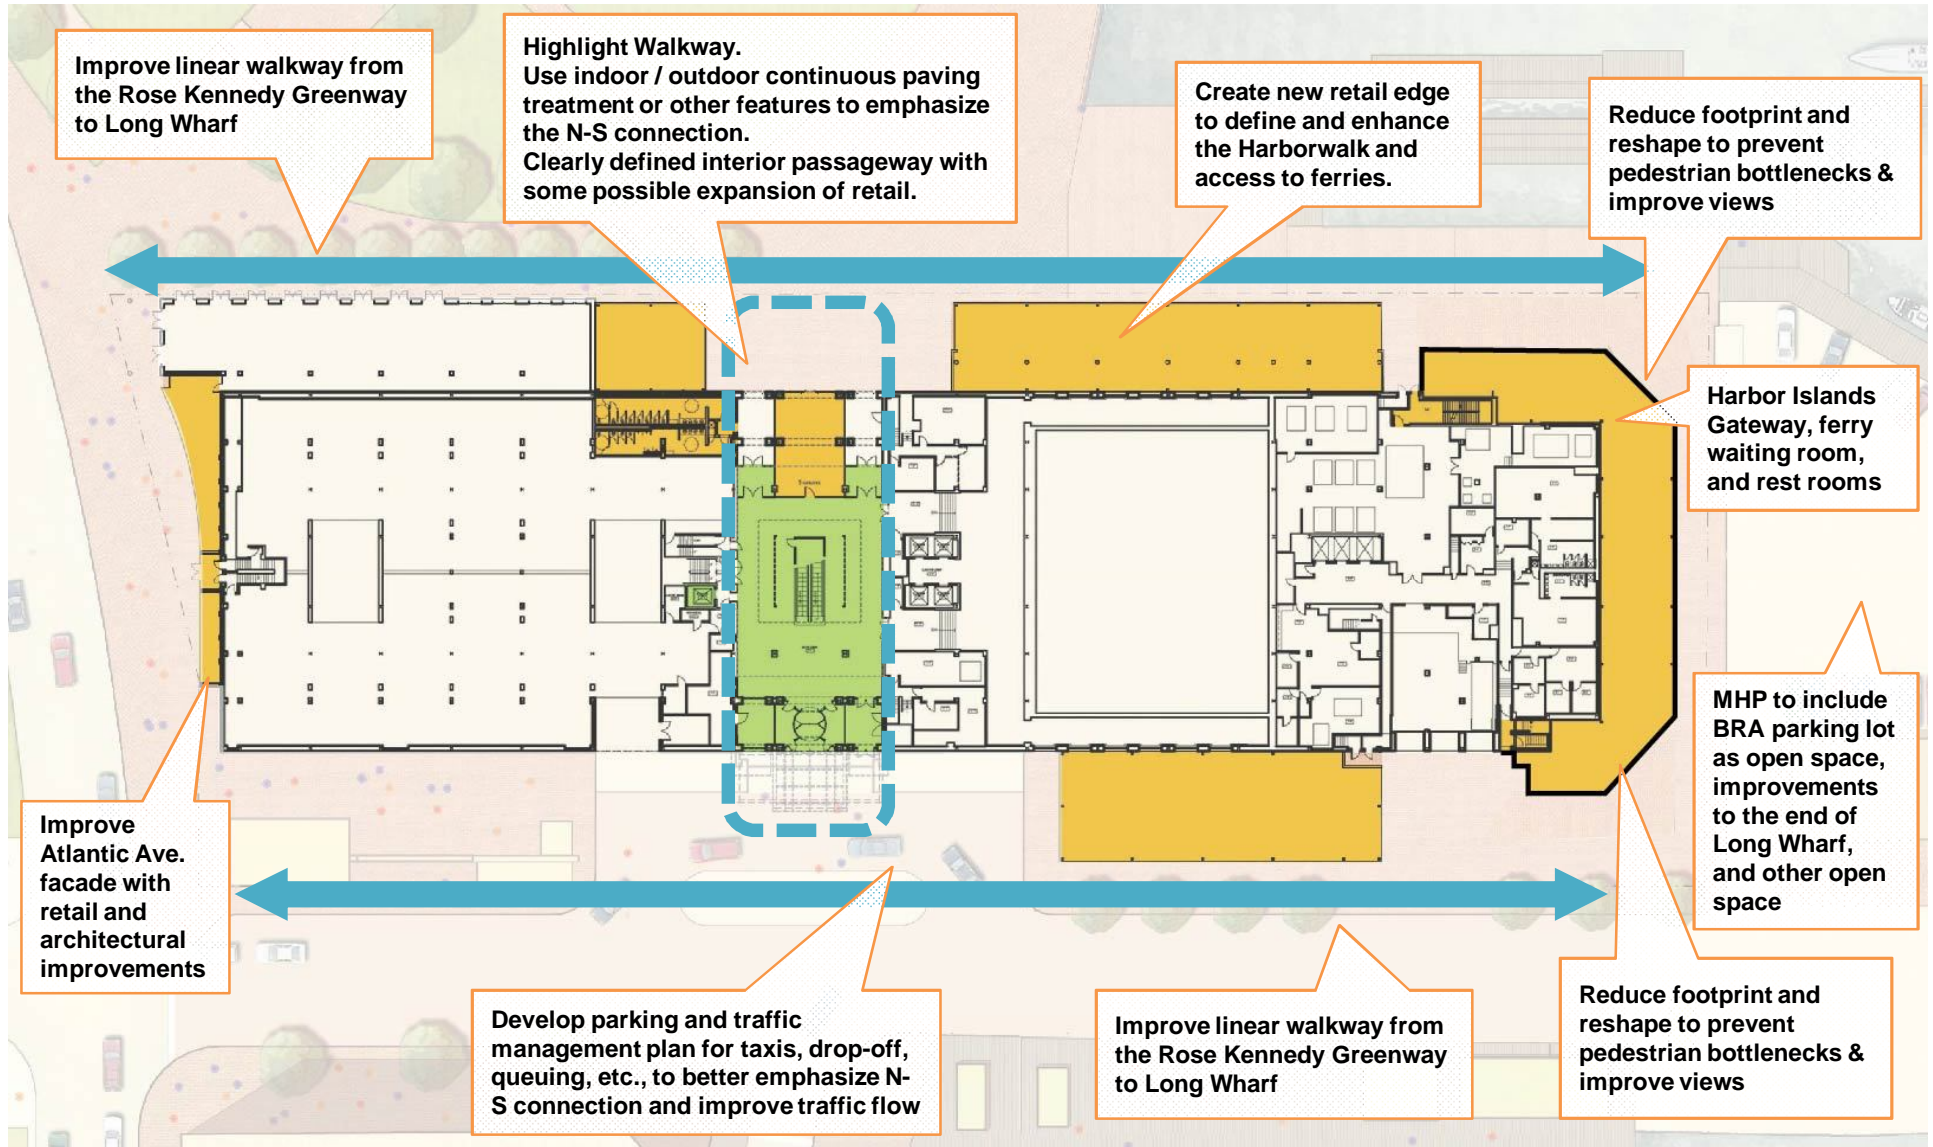 Improve linear walkway from
the Rose Kennedy Greenway
to Long Wharf
Highlight Walkway.
Use indoor / outdoor continuous paving
treatment or other features to emphasize
the N-S connection.
Clearly defined interior passageway with
some possible expansion of retail.
Create new retail edge
to define and enhance
the Harborwalk and
access to ferries.
Reduce footprint and
reshape to prevent
pedestrian bottlenecks &
improve views
Harbor Islands
Gateway, ferry
waiting room,
and rest rooms
MHP to include
BRA parking lot
as open space,
improvements
to the end of
Long Wharf,
and other open
space
Improve
Atlantic Ave.
facade with
retail and
architectural
improvements
Develop parking and traffic
management plan for taxis, drop-off,
queuing, etc., to better emphasize N-
S connection and improve traffic flow
Improve linear walkway from
the Rose Kennedy Greenway
to Long Wharf
Reduce footprint and
reshape to prevent
pedestrian bottlenecks &
improve views